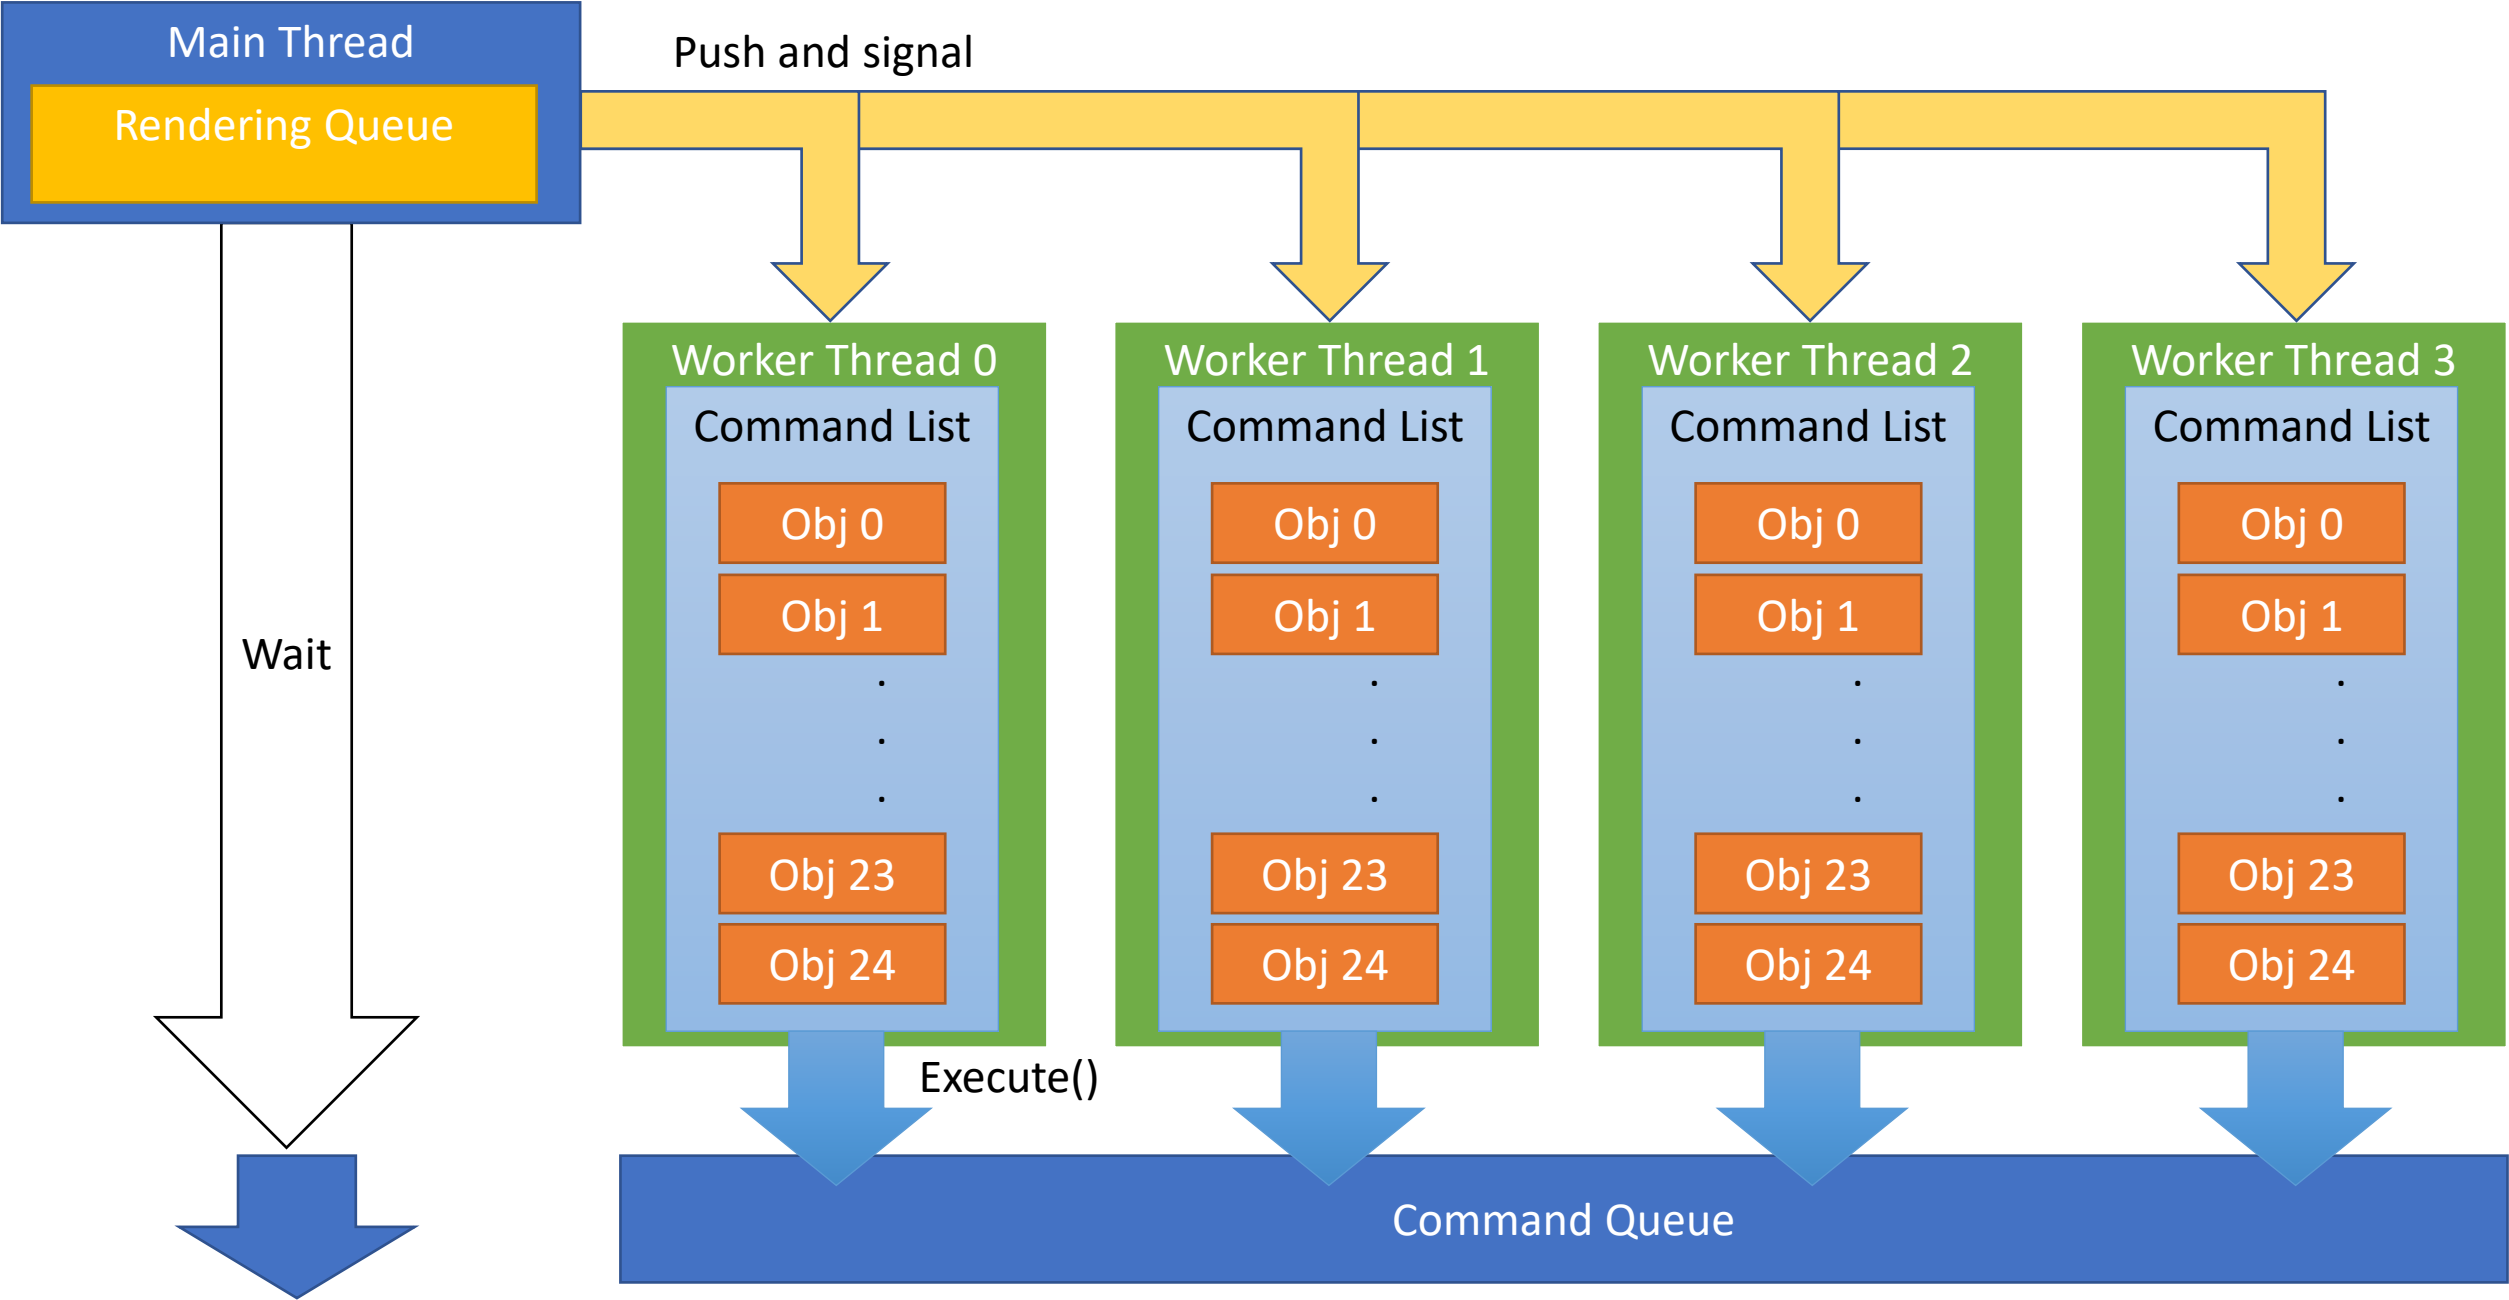 Main Thread
Rendering Queue
Push and signal
Wait
Worker Thread 0
Command List
Obj 0
Obj 1
.
.
.
Obj 23
Obj 24
Worker Thread 1
Command List
Obj 0
Obj 1
.
.
.
Obj 23
Obj 24
Worker Thread 2
Command List
Obj 0
Obj 1
.
.
.
Obj 23
Obj 24
Worker Thread 3
Command List
Obj 0
Obj 1
.
.
.
Obj 23
Obj 24
Execute()
Command Queue